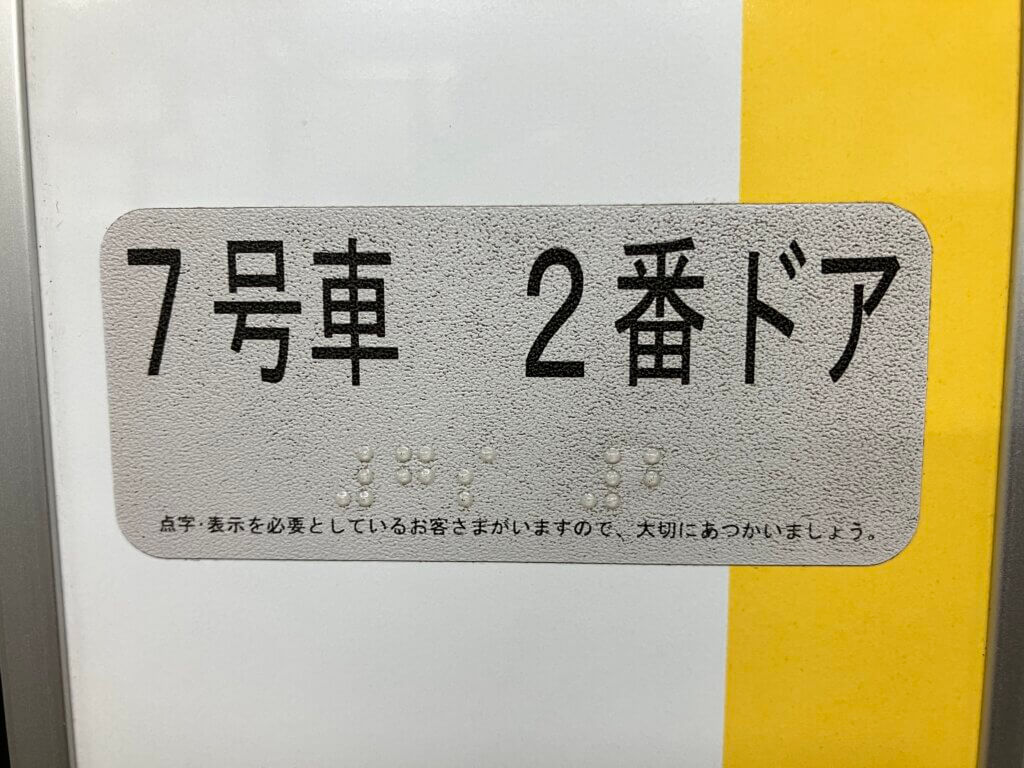 7号車　2番ドア
点字・表示を必要としているお客さまがいますので、大切にあつかいましょう。